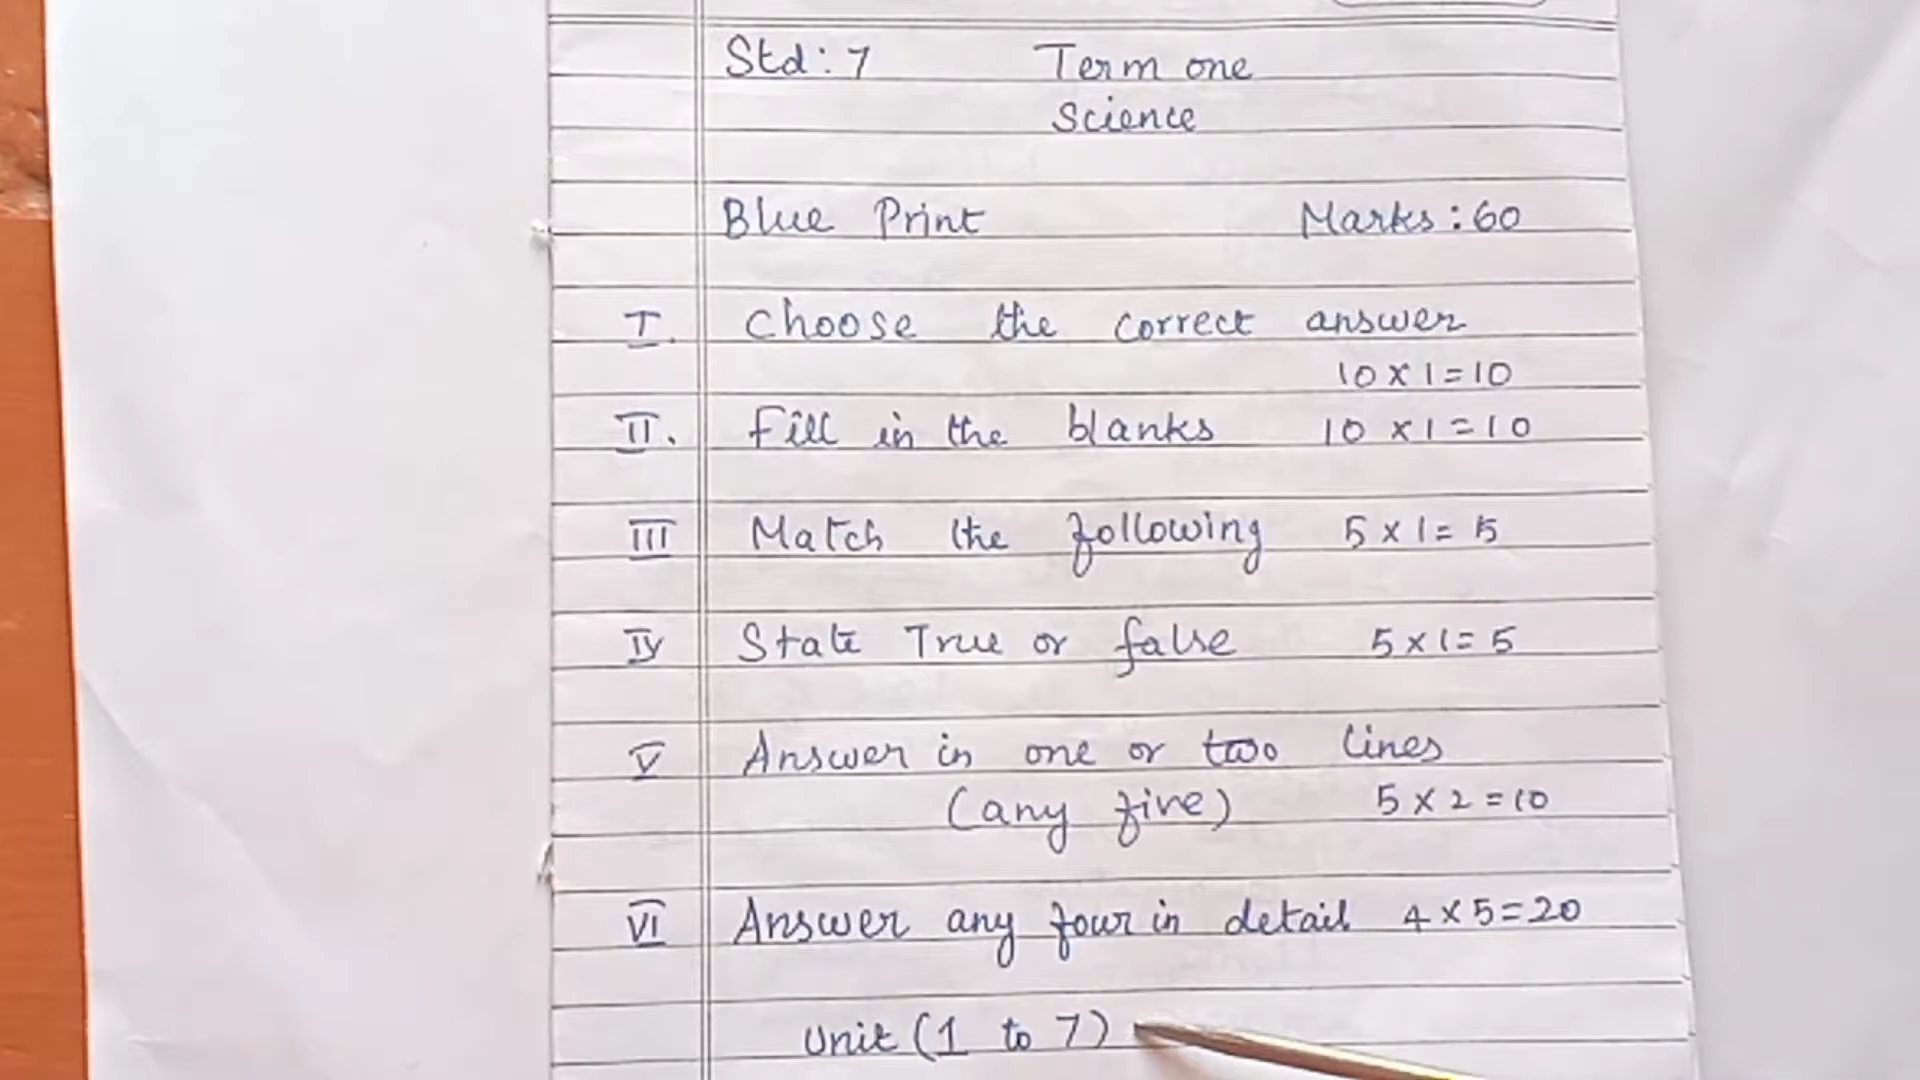 Std: 7 Term one
Science
Blue Print Marks: 60
I. Choose the correct answer
10 x 1 = 10
II. Fill in the blanks 10 x 1 = 10
III Match the following 5 x 1 = 5
IV State True or false 5 x 1 = 5
V Answer in one or two lines
(any five) 5 x 2 = 10
VI Answer any four in detail 4 x 5 = 20
Unit (1 to 7)